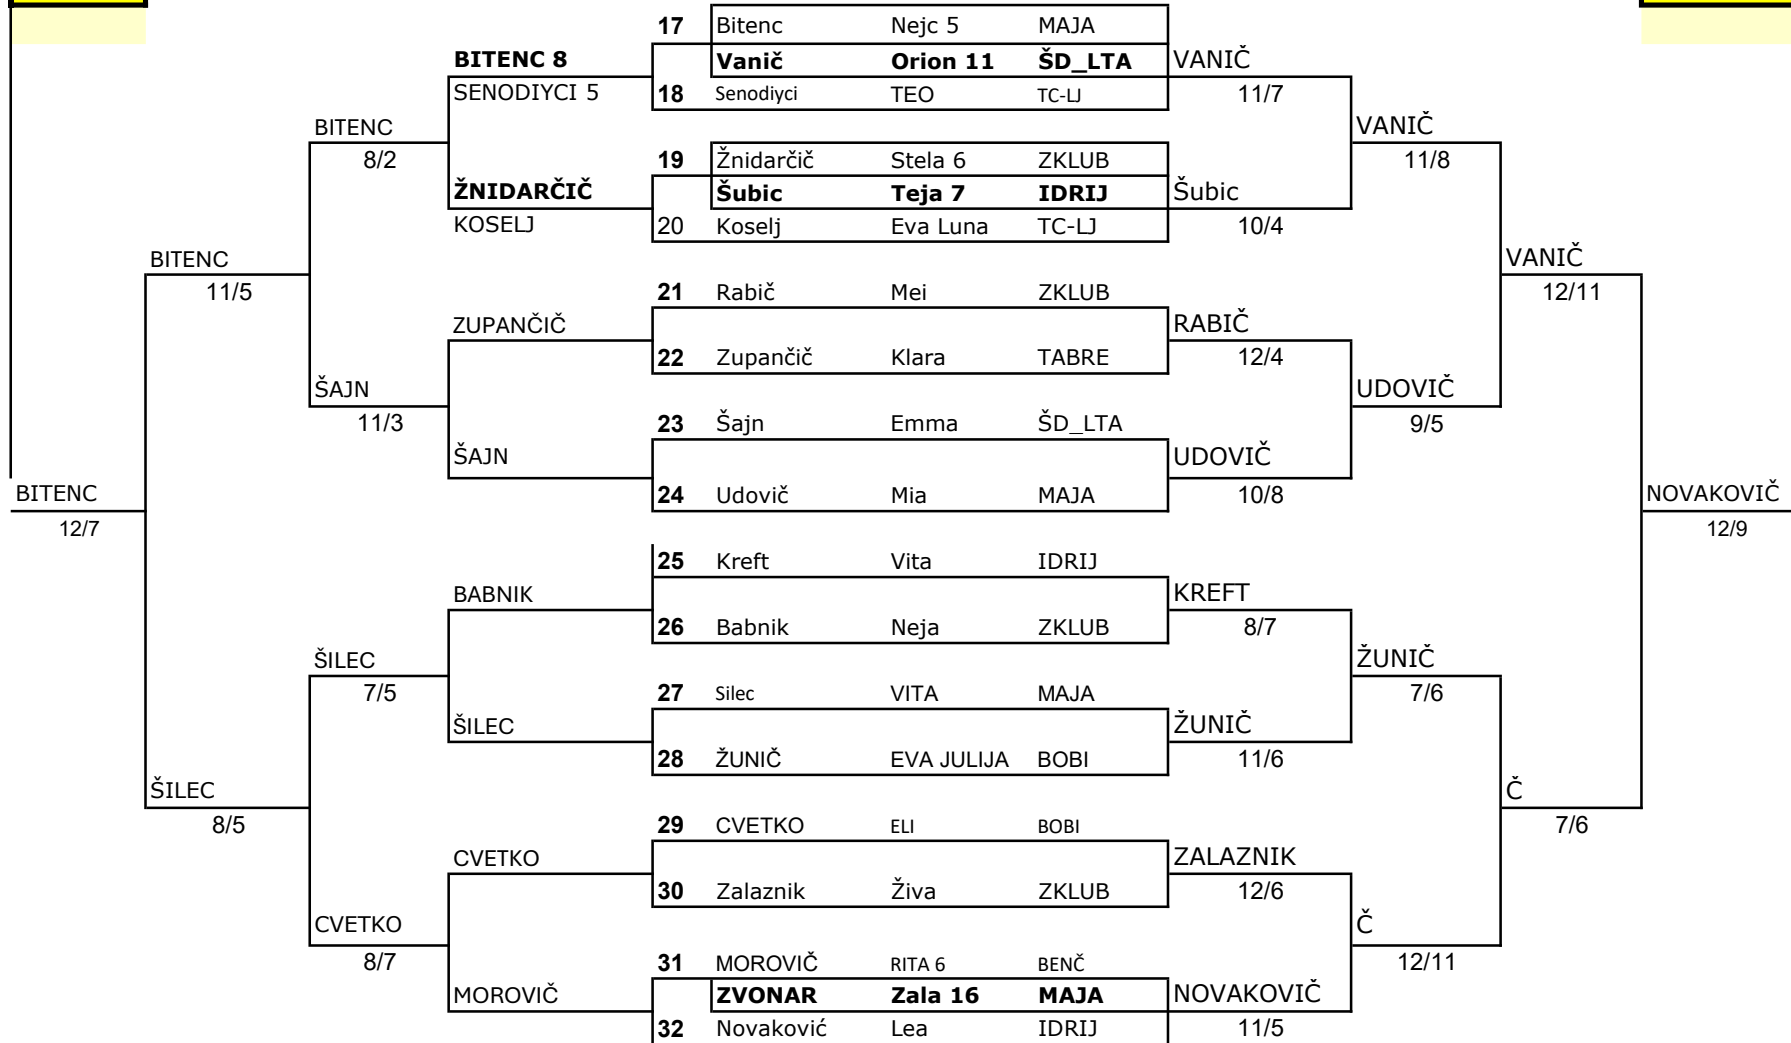 17 Bitenc Nejc 5 MAJA
BITENC 8 Vanič Orion 11 ŠD_LTA VANIČ
SENODIYCI 5 18 Senodiyci TEO TC-LJ 11/7
BITENC VANIČ
8/2 19 Žnidarčič Stela 6 ZKLUB 11/8
ŽNIDARČIČ Šubic Teja 7 IDRIJ Šubic
KOSELJ 20 Koselj Eva Luna TC-LJ 10/4
BITENC VANIČ
11/5 21 Rabič Mei ZKLUB 12/11
ZUPANČIČ RABIČ
22 Zupančič Klara TABRE 12/4
ŠAJN UDOVIČ
11/3 23 Šajn Emma ŠD_LTA 9/5
ŠAJN UDOVIČ
BITENC 24 Udovič Mia MAJA 10/8 NOVAKOVIČ
12/7 12/9
25 Kreft Vita IDRIJ
BABNIK KREFT
26 Babnik Neja ZKLUB 8/7
ŠILEC ŽUNIČ
7/5 27 Silec VITA MAJA 7/6
ŠILEC ŽUNIČ
28 ŽUNIČ EVA JULIJA BOBI 11/6
ŠILEC Č
8/5 29 CVETKO ELI BOBI 7/6
CVETKO ZALAZNIK
30 Zalaznik Živa ZKLUB 12/6
CVETKO Č
8/7 31 MOROVIČ RITA 6 BENČ 12/11
MOROVIČ ZVONAR Zala 16 MAJA NOVAKOVIČ
32 Novaković Lea IDRIJ 11/5